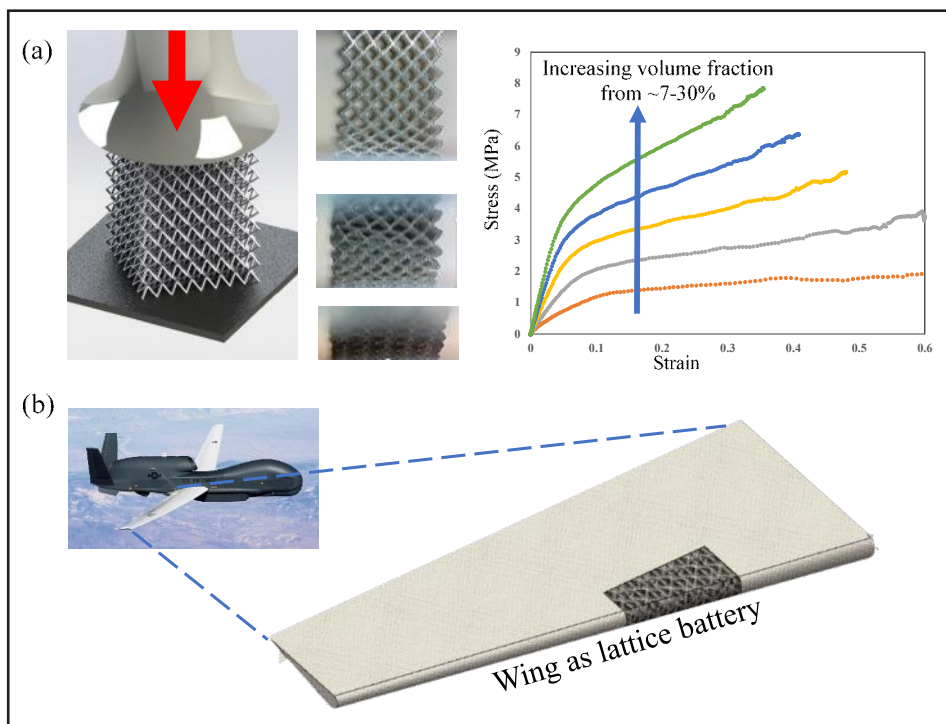 (a)
Increasing volume fraction
from ~7-30%
Stress (MPa)
9
8
7
6
5
4
3
2
1
0
0
0.1
0.2
0.3
0.4
0.5
0.6
Strain
(b)
Wing as lattice battery